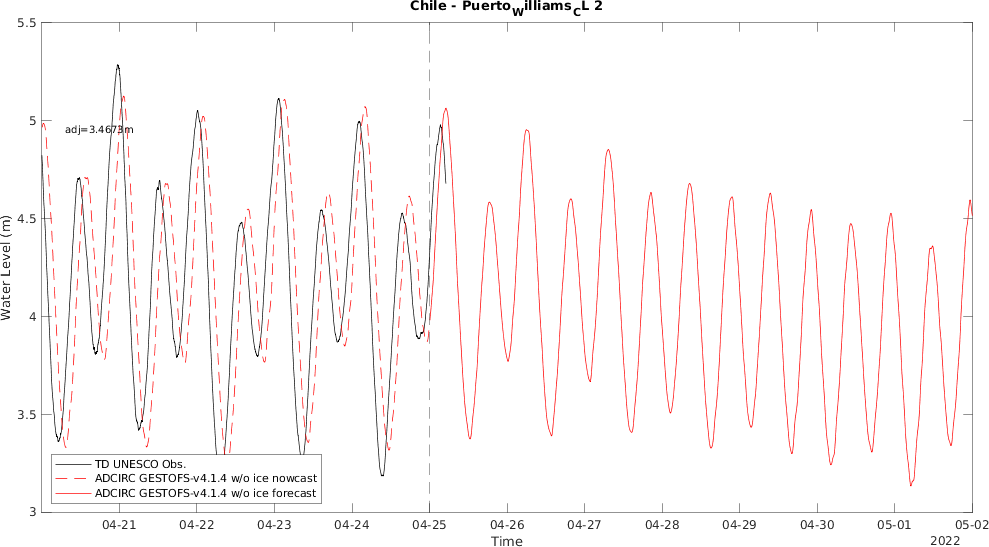 Chile - PuertoWilliamsCL 2
5.5
5
4.5
4
3.5
3
Water Level (m)
adj=3.4673m
TD UNESCO Obs.
ADCIRC GESTOFS-v4.1.4 w/o ice nowcast
ADCIRC GESTOFS-v4.1.4 w/o ice forecast
04-21 04-22 04-23 04-24 04-25 04-26 04-27 04-28 04-29 04-30 05-01 05-02
Time
2022